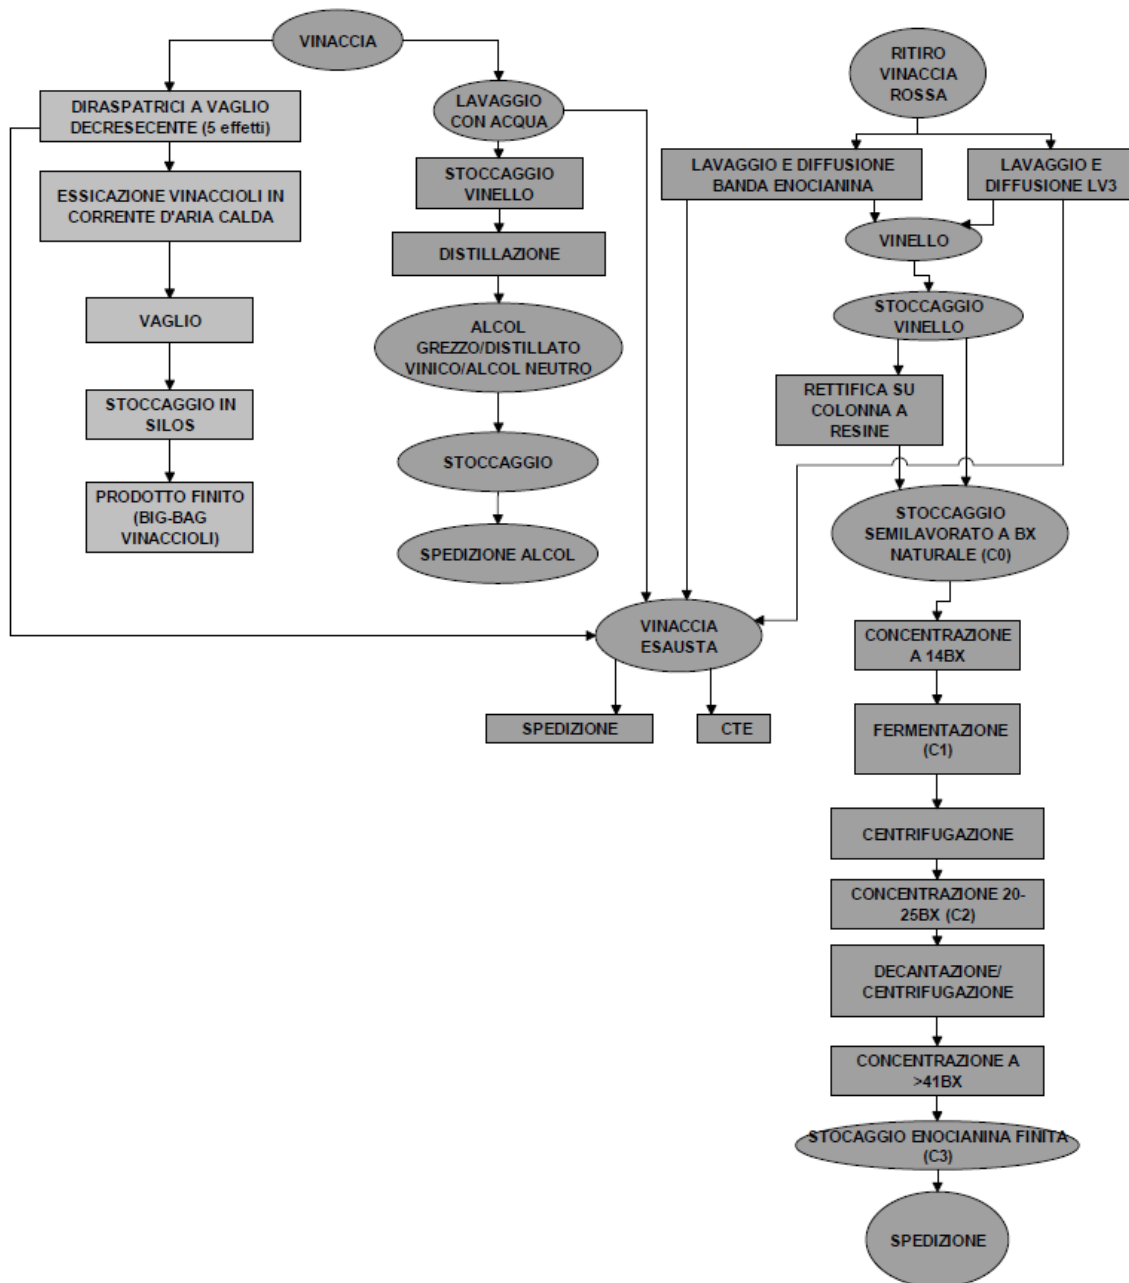 VINACCIA
DIRASPATRICI A VAGLIO
DECRESECENTE (5 effetti)
ESSICAZIONE VINACCIOLI IN
CORRENTE D'ARIA CALDA
VAGLIO
STOCCAGGIO IN
SILOS
PRODOTTO FINITO
(BIG-BAG
VINACCIOLI)
LAVAGGIO
CON ACQUA
STOCCAGGIO
VINELLO
DISTILLAZIONE
ALCOL
GREZZO/DISTILLATO
VINICO/ALCOL NEUTRO
STOCCAGGIO
SPEDIZIONE ALCOL
VINACCIA
ESAUSTA
SPEDIZIONE
CTE
RITIRO
VINACCIA
ROSSA
LAVAGGIO E DIFFUSIONE
BANDA ENOCIANINA
LAVAGGIO E
DIFFUSIONE LV3
VINELLO
STOCCAGGIO
VINELLO
RETTIFICA SU
COLONNA A
RESINE
STOCCAGGIO
SEMILAVORATO A BX
NATURALE (C0)
CONCENTRAZIONE
A 14BX
FERMENTAZIONE
(C1)
CENTRIFUGAZIONE
CONCENTRAZIONE 20-
25BX (C2)
DECANTAZIONE/
CENTRIFUGAZIONE
CONCENTRAZIONE A
>41BX
STOCAGGIO ENOCIANINA FINITA
(C3)
SPEDIZIONE